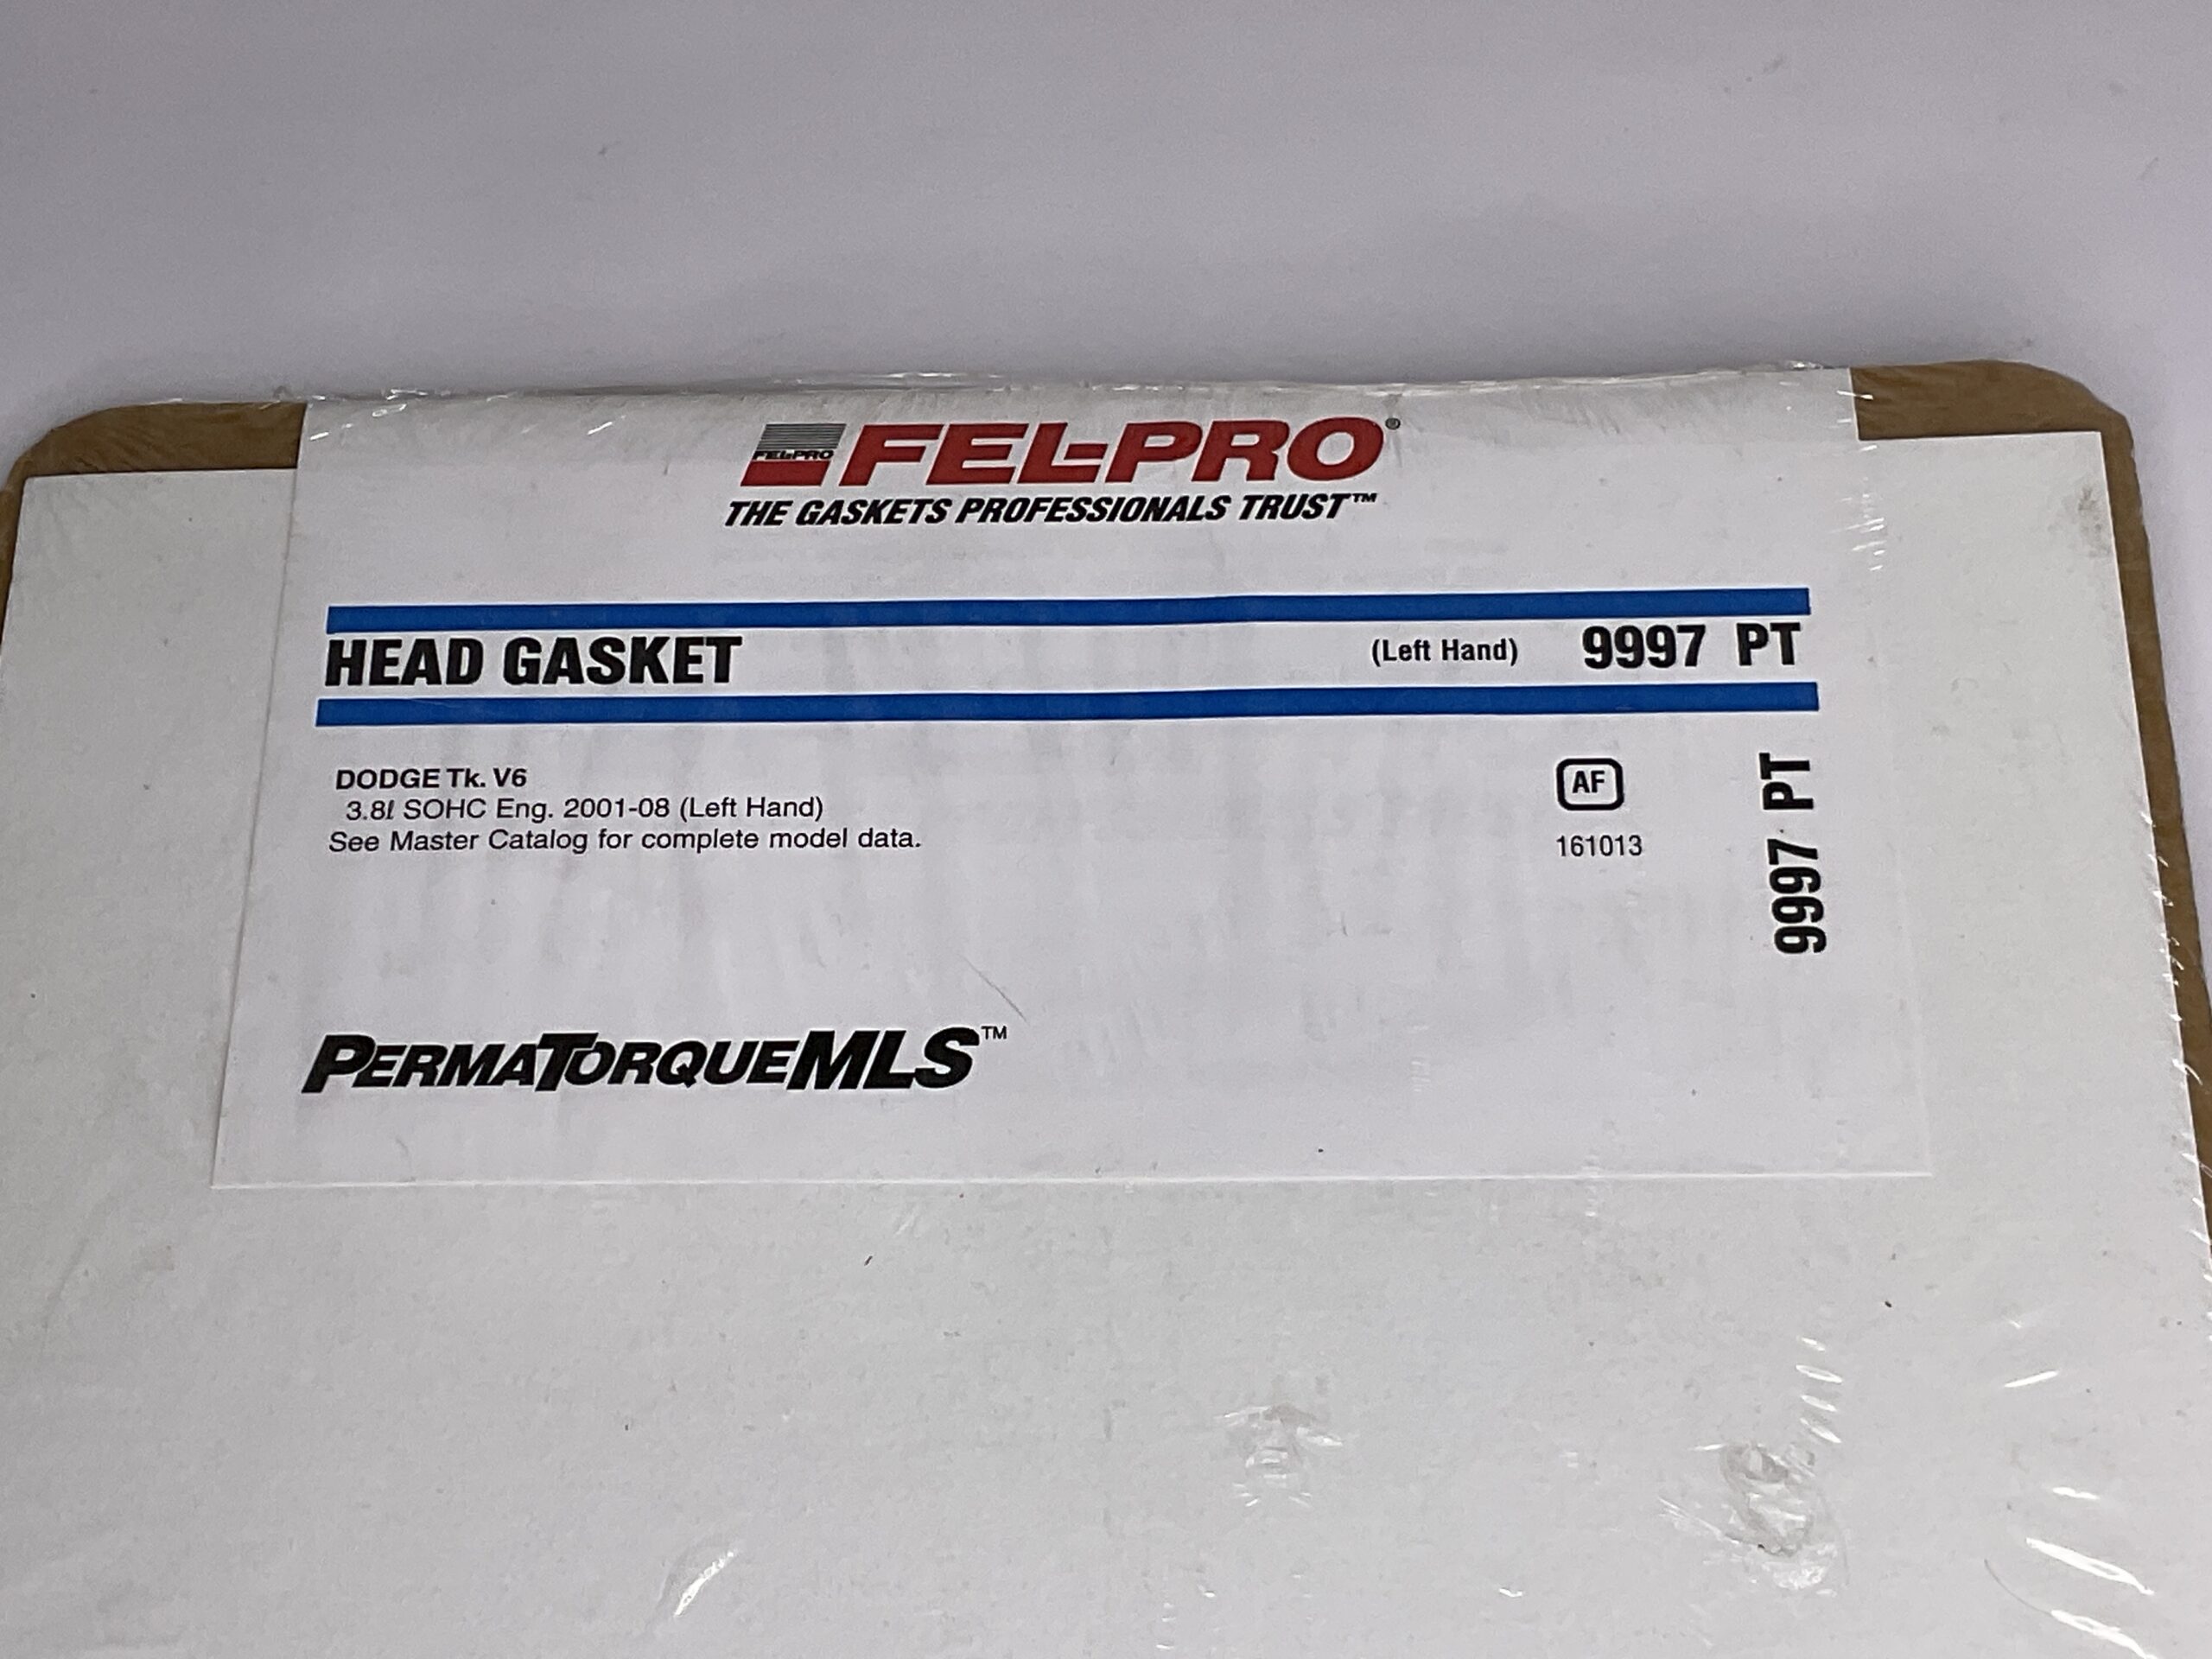 FEL-PRO
FEL-PRO®
THE GASKETS PROFESSIONALS TRUST™
HEAD GASKET (Left Hand) 9997 PT
DODGE Tk. V6
3.8ℓ SOHC Eng. 2001-08 (Left Hand)
See Master Catalog for complete model data.
AF
161013
9997 PT
PERMATORQUEMLS™